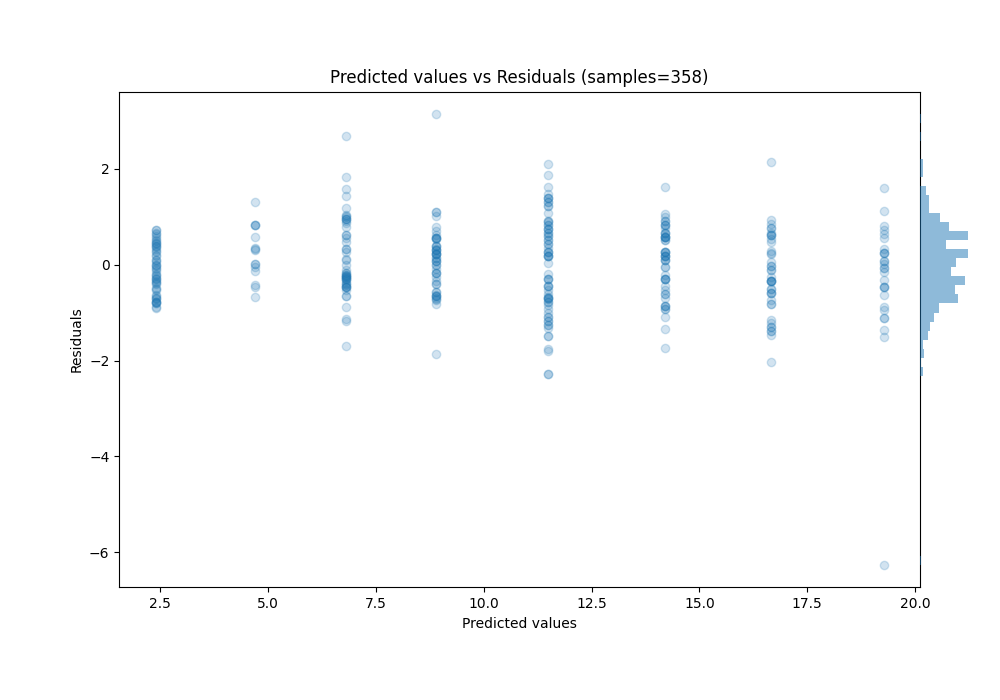 Predicted values vs Residuals (samples=358)
2
0
−2
−4
−6
Residuals
2.5 5.0 7.5 10.0 12.5 15.0 17.5 20.0
Predicted values